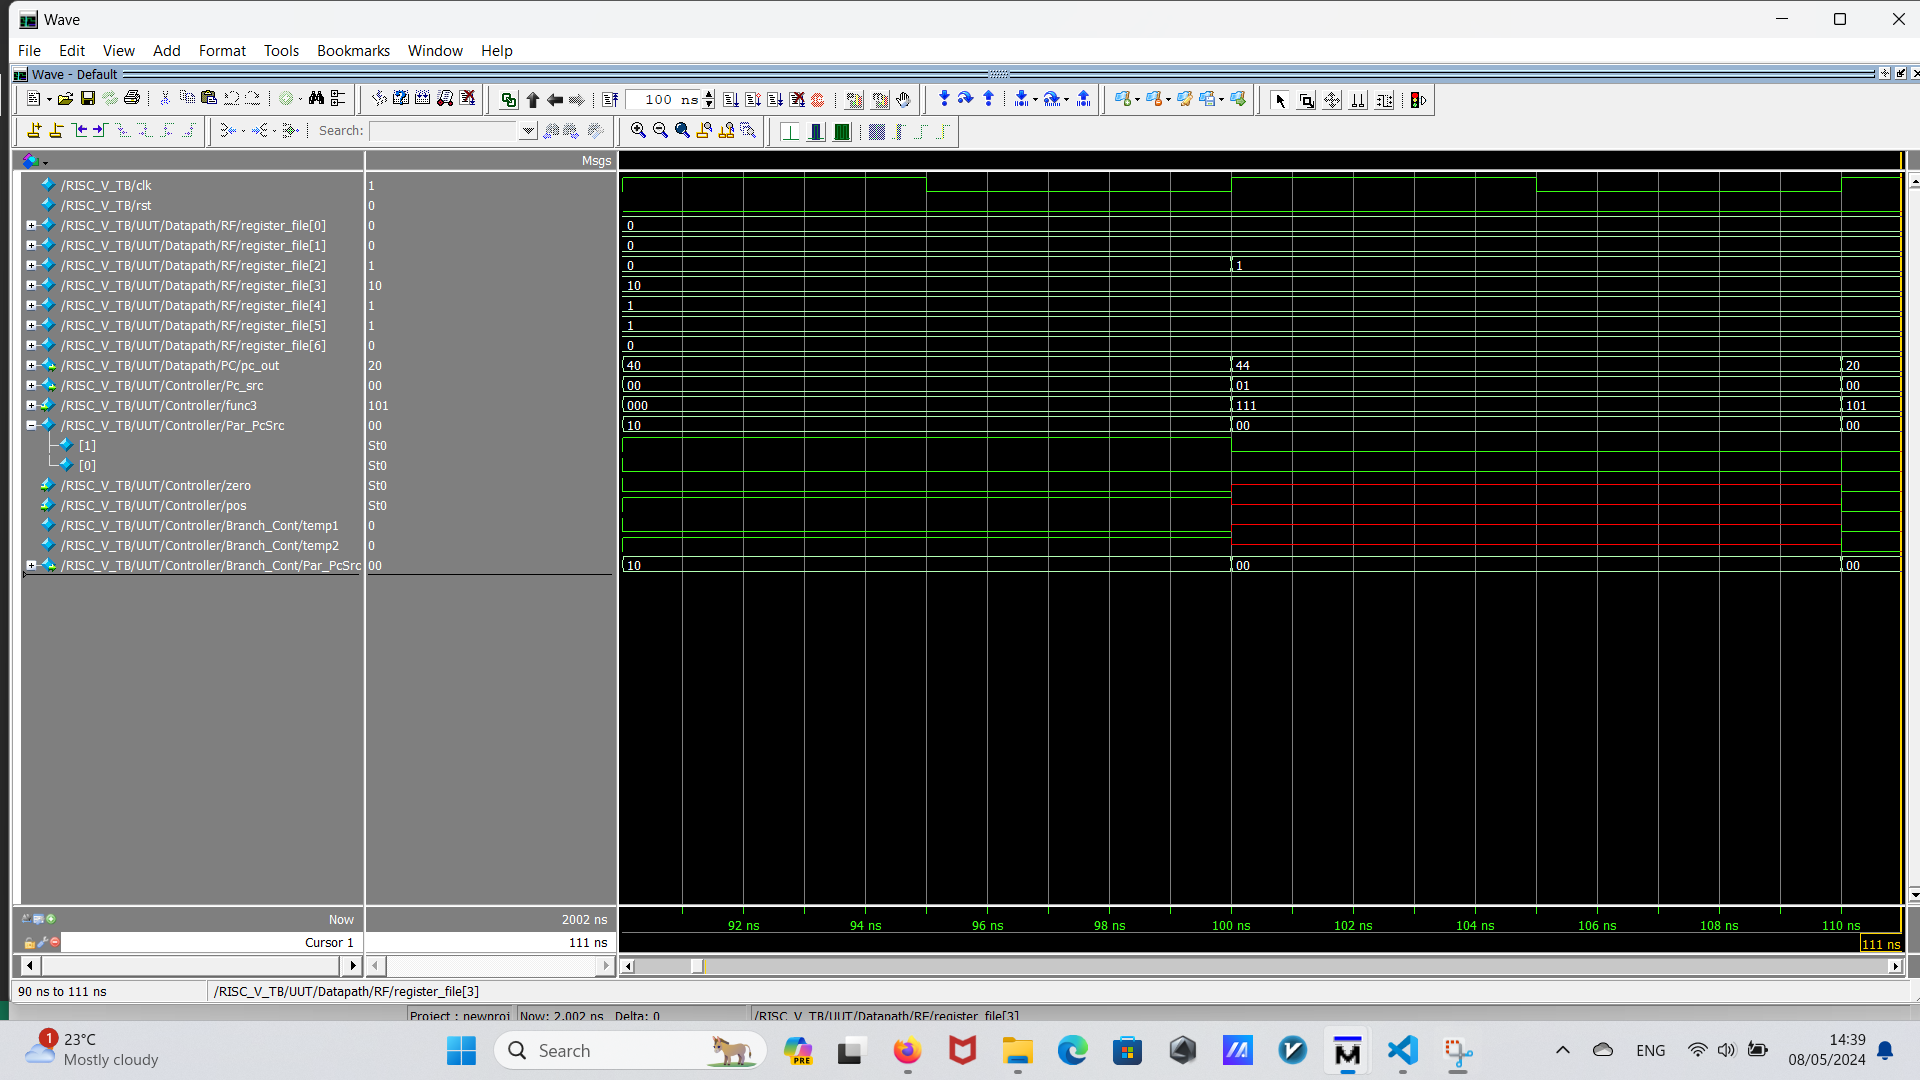 Wave
File Edit View Add Format Tools Bookmarks Window Help
Wave - Default
100 ns
Search:
Msgs
/RISC_V_TB/clk 1
/RISC_V_TB/rst 0
/RISC_V_TB/UUT/Datapath/RF/register_file[0] 0 0
/RISC_V_TB/UUT/Datapath/RF/register_file[1] 0 0
/RISC_V_TB/UUT/Datapath/RF/register_file[2] 1 0 1
/RISC_V_TB/UUT/Datapath/RF/register_file[3] 10 10
/RISC_V_TB/UUT/Datapath/RF/register_file[4] 1 1
/RISC_V_TB/UUT/Datapath/RF/register_file[5] 1 1
/RISC_V_TB/UUT/Datapath/RF/register_file[6] 0 0
/RISC_V_TB/UUT/Datapath/PC/pc_out 20 40 44 20
/RISC_V_TB/UUT/Controller/Pc_src 00 00 01 00
/RISC_V_TB/UUT/Controller/func3 101 000 111 101
/RISC_V_TB/UUT/Controller/Par_PcSrc 00 10 00 00
[1] St0
[0] St0
/RISC_V_TB/UUT/Controller/zero St0
/RISC_V_TB/UUT/Controller/pos St0
/RISC_V_TB/UUT/Controller/Branch_Cont/temp1 0
/RISC_V_TB/UUT/Controller/Branch_Cont/temp2 0
/RISC_V_TB/UUT/Controller/Branch_Cont/Par_PcSrc 00 10 00 00
Now 2002 ns
92 ns 94 ns 96 ns 98 ns 100 ns 102 ns 104 ns 106 ns 108 ns 110 ns
Cursor 1 111 ns
111 ns
90 ns to 111 ns /RISC_V_TB/UUT/Datapath/RF/register_file[3]
Project : newproj Now: 2,002 ns Delta: 0 /RISC_V_TB/UUT/Datapath/RF/register_file[3]
1
23°C
Mostly cloudy
Search
PRE
ENG
14:39
08/05/2024